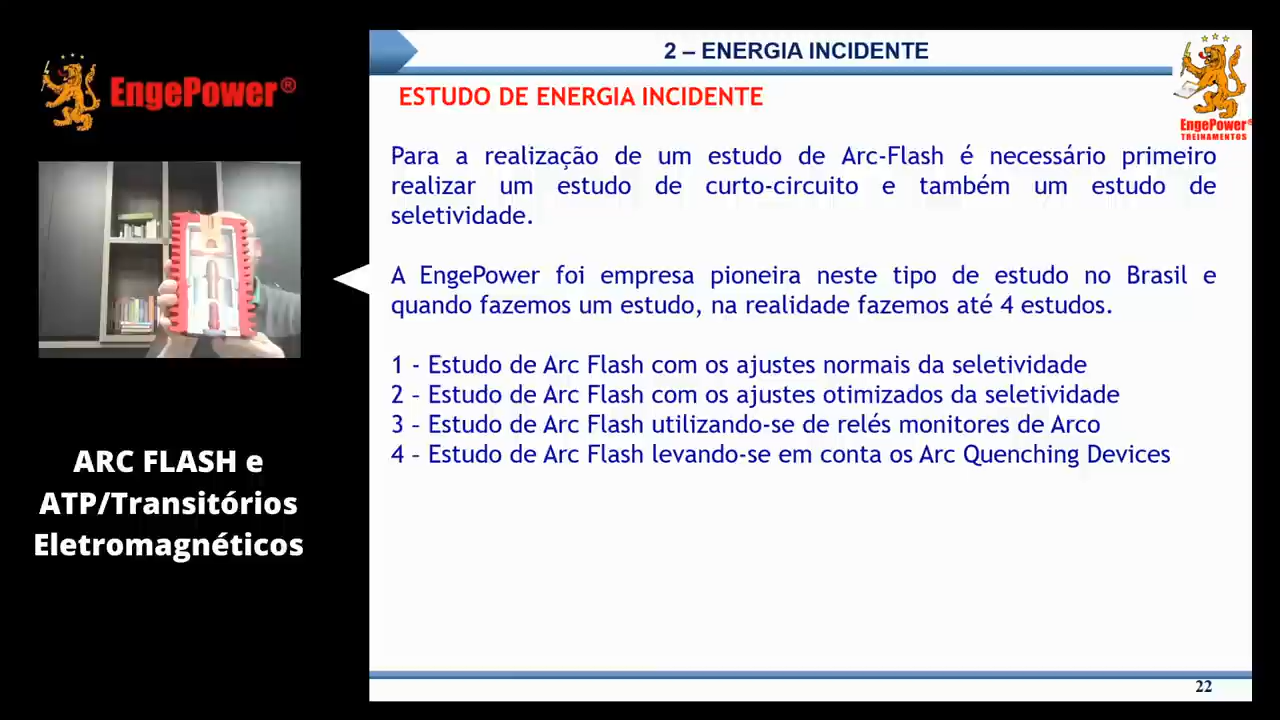 EngePower®
ARC FLASH e
ATP/Transitórios
Eletromagnéticos
2 – ENERGIA INCIDENTE
EngePower®
TREINAMENTOS
ESTUDO DE ENERGIA INCIDENTE
Para a realização de um estudo de Arc-Flash é necessário primeiro
realizar um estudo de curto-circuito e também um estudo de
seletividade.
A EngePower foi empresa pioneira neste tipo de estudo no Brasil e
quando fazemos um estudo, na realidade fazemos até 4 estudos.
1 - Estudo de Arc Flash com os ajustes normais da seletividade
2 – Estudo de Arc Flash com os ajustes otimizados da seletividade
3 – Estudo de Arc Flash utilizando-se de relés monitores de Arco
4 – Estudo de Arc Flash levando-se em conta os Arc Quenching Devices
22